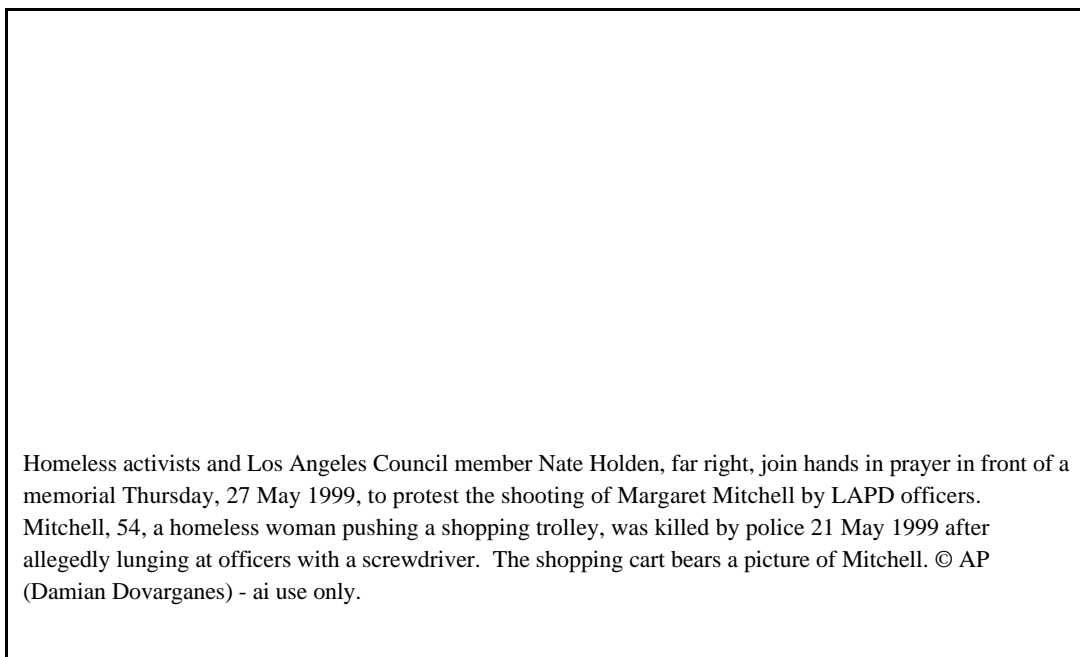 Homeless activists and Los Angeles Council member Nate Holden, far right, join hands in prayer in front of a
memorial Thursday, 27 May 1999, to protest the shooting of Margaret Mitchell by LAPD officers.
Mitchell, 54, a homeless woman pushing a shopping trolley, was killed by police 21 May 1999 after
allegedly lunging at officers with a screwdriver.  The shopping cart bears a picture of Mitchell. © AP
(Damian Dovarganes) - ai use only.